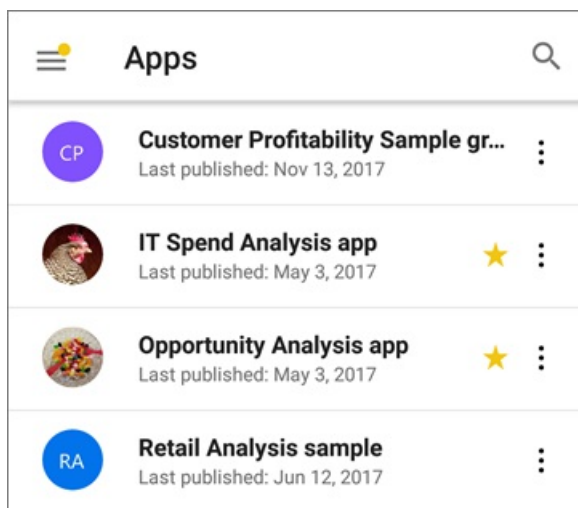 Apps
CP
Customer Profitability Sample gr...
Last published: Nov 13, 2017
IT Spend Analysis app
Last published: May 3, 2017
Opportunity Analysis app
Last published: May 3, 2017
RA
Retail Analysis sample
Last published: Jun 12, 2017